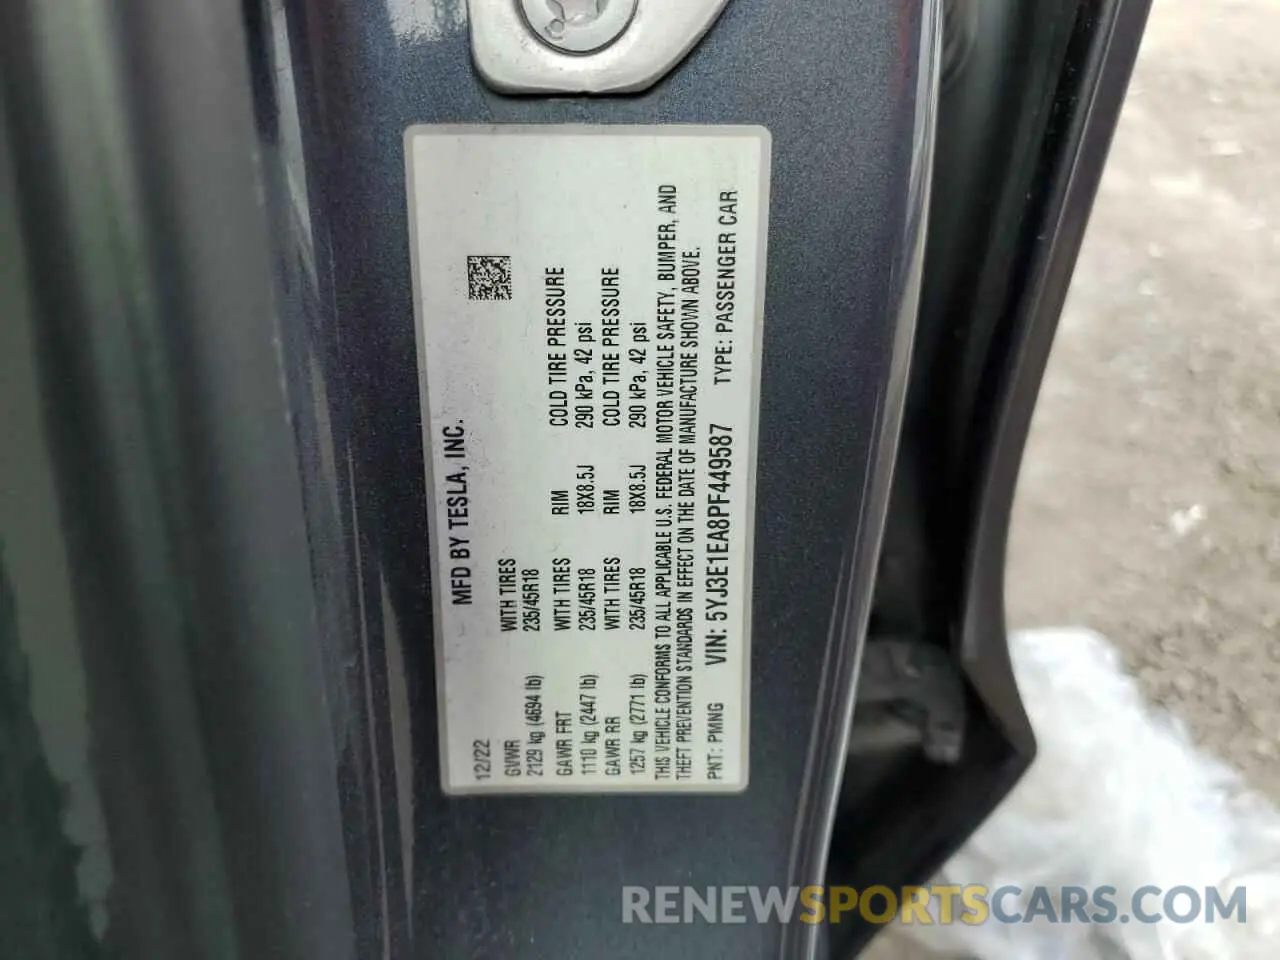 MFD BY TESLA, INC.
12/22
GVWR WITH TIRES
2129 kg (4694 lb) 235/45R18
GAWR FRT WITH TIRES RIM COLD TIRE PRESSURE
1110 kg (2447 lb) 235/45R18 18X8.5J 290 kPa, 42 psi
GAWR RR WITH TIRES RIM COLD TIRE PRESSURE
1257 kg (2771 lb) 235/45R18 18X8.5J 290 kPa, 42 psi
THIS VEHICLE CONFORMS TO ALL APPLICABLE U.S. FEDERAL MOTOR VEHICLE SAFETY, BUMPER, AND
THEFT PREVENTION STANDARDS IN EFFECT ON THE DATE OF MANUFACTURE SHOWN ABOVE.
PNT: PMNG VIN: 5YJ3E1EA8PF449587 TYPE: PASSENGER CAR
RENEWSPORTSCARS.COM